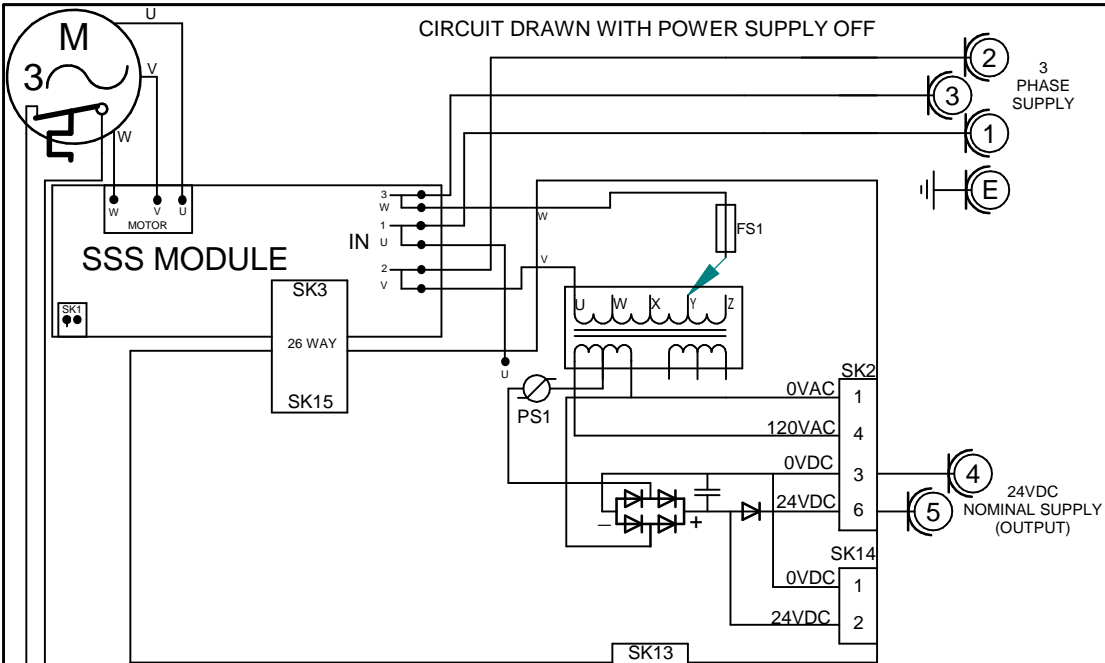 CIRCUIT DRAWN WITH POWER SUPPLY OFF
U
M
3
V
W
2
3
1
E
3
PHASE
SUPPLY
W V U
MOTOR
SSS MODULE
IN
3
W
1
U
2
V
W
V
U
FS1
SK1
SK3
26 WAY
SK15
U W X Y Z
PS1
SK2
0VAC 1
120VAC 4
0VDC 3
24VDC 6
4
5
24VDC
NOMINAL SUPPLY
(OUTPUT)
– +
SK14
0VDC 1
24VDC 2
SK13